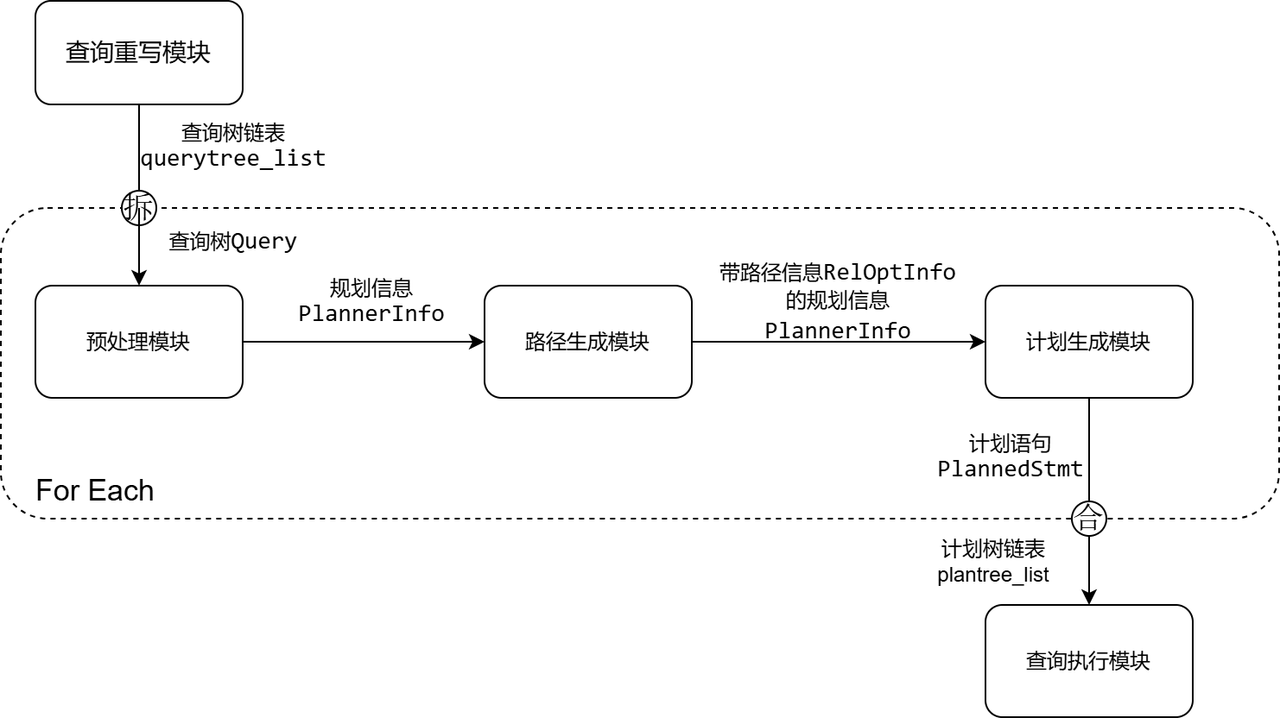 查询重写模块
查询树链表
querytree_list
拆
查询树Query
规划信息
PlannerInfo
带路径信息RelOptInfo
的规划信息
PlannerInfo
预处理模块
路径生成模块
计划生成模块
计划语句
PlannedStmt
For Each
合
计划树链表
plantree_list
查询执行模块